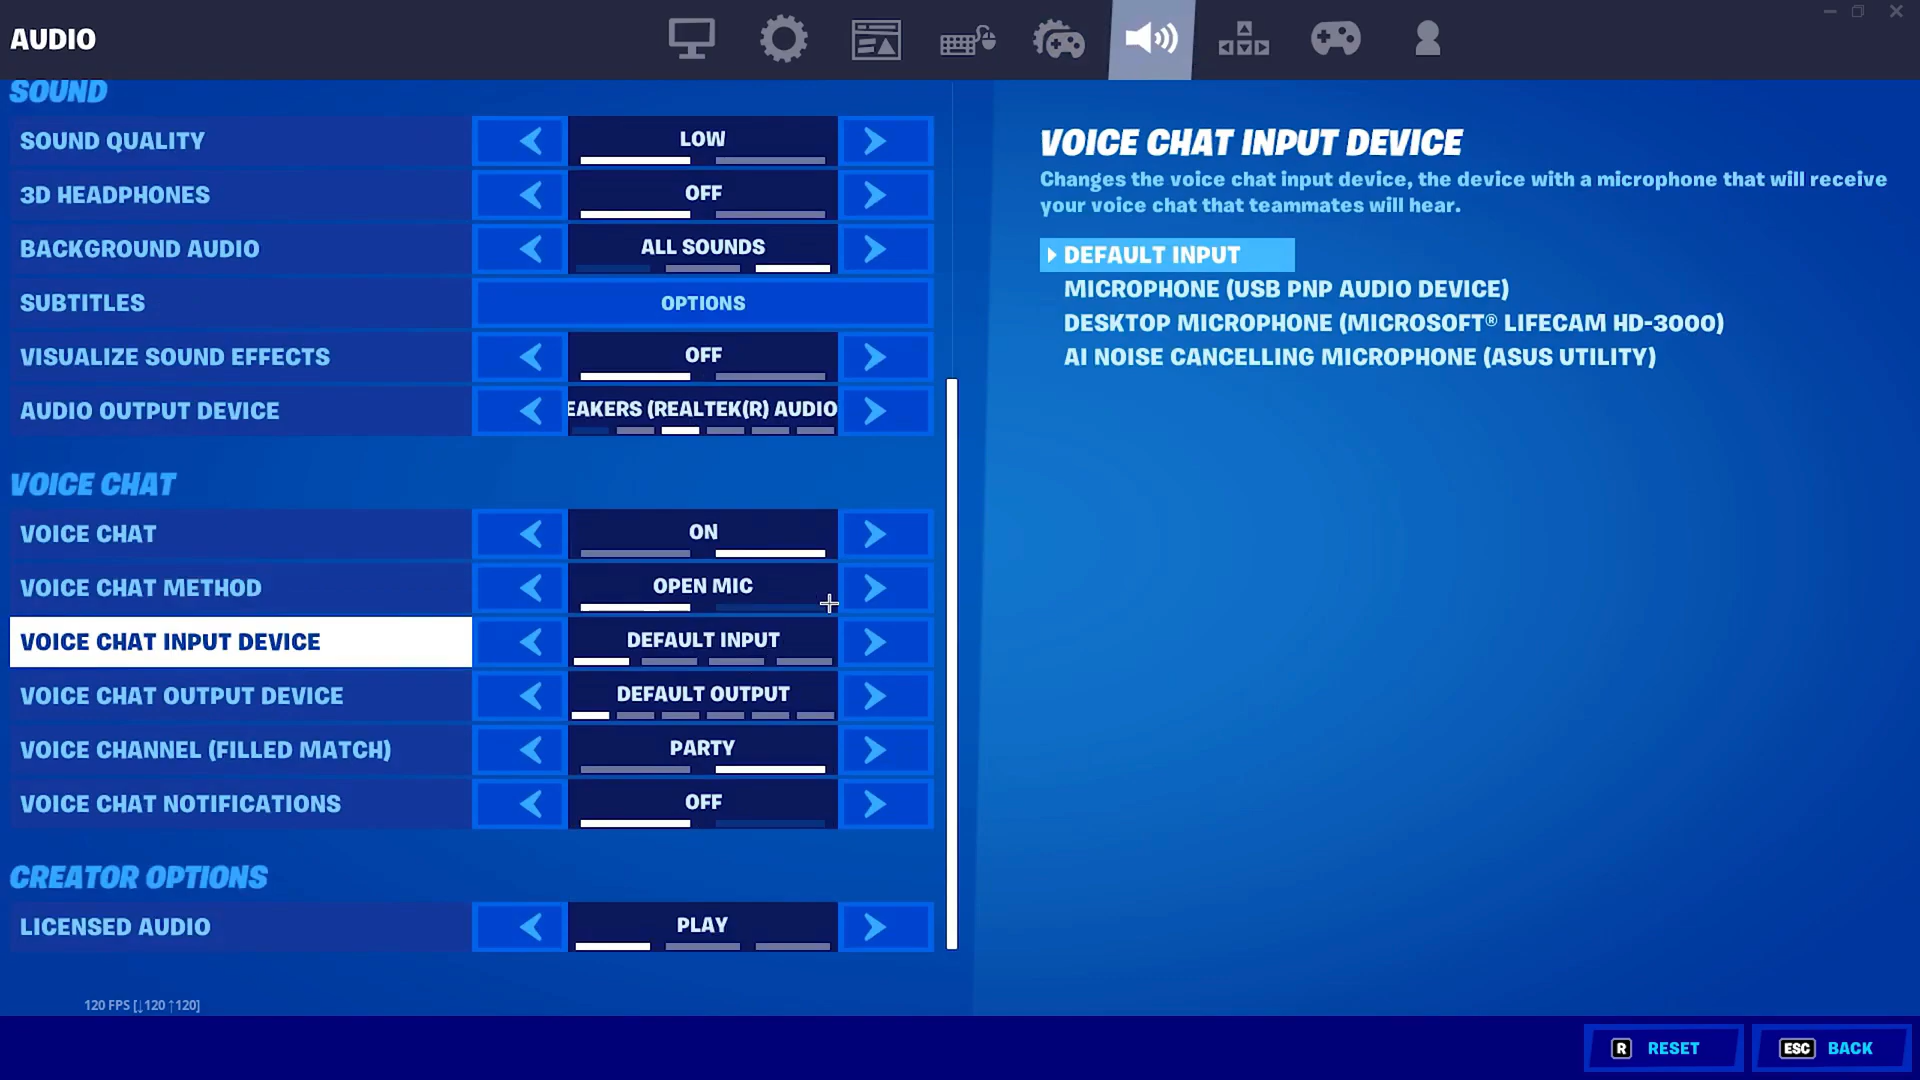 AUDIO
SOUND
SOUND QUALITY
LOW
3D HEADPHONES
OFF
BACKGROUND AUDIO
ALL SOUNDS
SUBTITLES
OPTIONS
VISUALIZE SOUND EFFECTS
OFF
AUDIO OUTPUT DEVICE
EAKERS (REALTEK(R) AUDIO
VOICE CHAT
VOICE CHAT
ON
VOICE CHAT METHOD
OPEN MIC
VOICE CHAT INPUT DEVICE
DEFAULT INPUT
VOICE CHAT OUTPUT DEVICE
DEFAULT OUTPUT
VOICE CHANNEL (FILLED MATCH)
PARTY
VOICE CHAT NOTIFICATIONS
OFF
CREATOR OPTIONS
LICENSED AUDIO
PLAY
120 FPS [↓120 ↑120]
VOICE CHAT INPUT DEVICE
Changes the voice chat input device, the device with a microphone that will receive
your voice chat that teammates will hear.
DEFAULT INPUT
MICROPHONE (USB PNP AUDIO DEVICE)
DESKTOP MICROPHONE (MICROSOFT® LIFECAM HD-3000)
AI NOISE CANCELLING MICROPHONE (ASUS UTILITY)
R RESET
ESC BACK